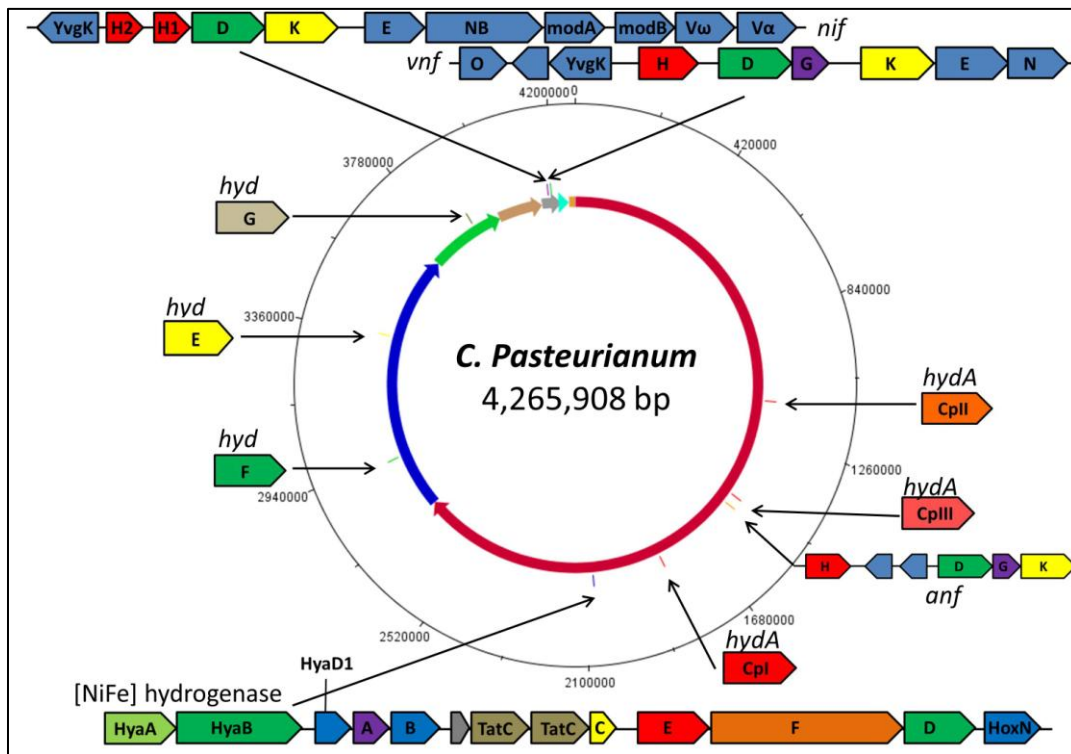 YvgK H2 H1 D K E NB modA modB Vω Vα nif
vnf O YvgK H D G K E N
4200000 0
3780000
420000
hyd
G
840000
hyd
E
3360000
C. Pasteurianum
4,265,908 bp
hydA
CpII
hyd
F
2940000
1260000
hydA
CpIII
H D G K
anf
2520000
1680000
hydA
CpI
2100000
HyaD1
[NiFe] hydrogenase
HyaA HyaB A B TatC TatC C E F D HoxN